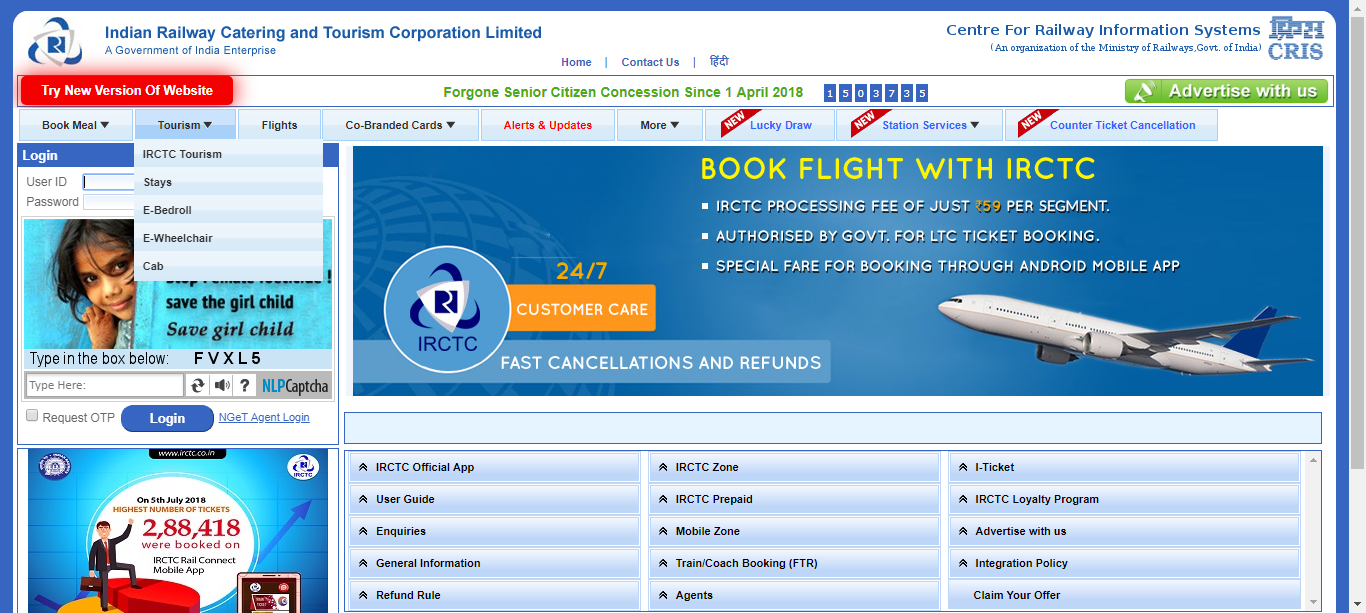 Indian Railway Catering and Tourism Corporation Limited
A Government of India Enterprise
Centre For Railway Information Systems
(An organization of the Ministry of Railways,Govt. of India)
CRIS
Home | Contact Us | हिंदी
Try New Version Of Website
Forgone Senior Citizen Concession Since 1 April 2018 1 5 0 3 7 3 5
Advertise with us
Book Meal Tourism Flights Co-Branded Cards Alerts & Updates More NEW Lucky Draw NEW Station Services NEW Counter Ticket Cancellation
Login
User ID
Password
IRCTC Tourism
Stays
E-Bedroll
E-Wheelchair
Cab
save the girl child
Save girl child
Type in the box below: F V X L 5
Type Here:
?
NLPCaptcha
Request OTP Login NGeT Agent Login
BOOK FLIGHT WITH IRCTC
IRCTC PROCESSING FEE OF JUST ₹59 PER SEGMENT.
AUTHORISED BY GOVT. FOR LTC TICKET BOOKING.
SPECIAL FARE FOR BOOKING THROUGH ANDROID MOBILE APP
24/7
CUSTOMER CARE
IRCTC
FAST CANCELLATIONS AND REFUNDS
www.irctc.co.in
IRCTC
On 5th July 2018
HIGHEST NUMBER OF TICKETS
2,88,418
were booked on
IRCTC Rail Connect
Mobile App
IRCTC Official App IRCTC Zone I-Ticket
User Guide IRCTC Prepaid IRCTC Loyalty Program
Enquiries Mobile Zone Advertise with us
General Information Train/Coach Booking (FTR) Integration Policy
Refund Rule Agents Claim Your Offer